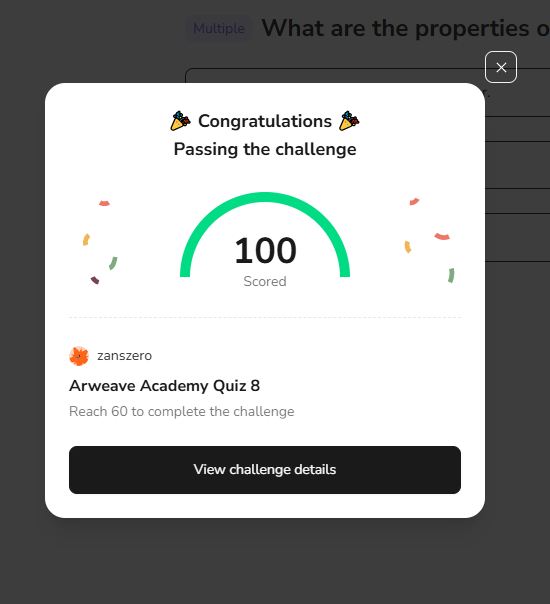 Multiple What are the properties o
🎉 Congratulations 🎉
Passing the challenge
100
Scored
zanszero
Arweave Academy Quiz 8
Reach 60 to complete the challenge
View challenge details